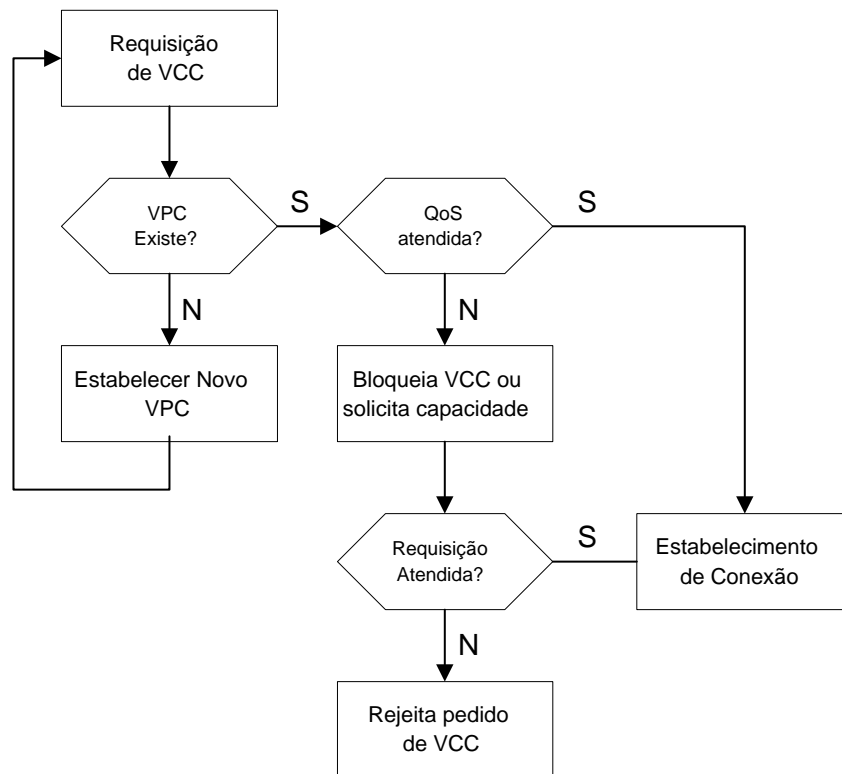 Requisição
de VCC
VPC
Existe?
S
QoS
atendida?
S
N
N
Estabelecer Novo
VPC
Bloqueia VCC ou
solicita capacidade
Requisição
Atendida?
S
Estabelecimento
de Conexão
N
Rejeita pedido
de VCC